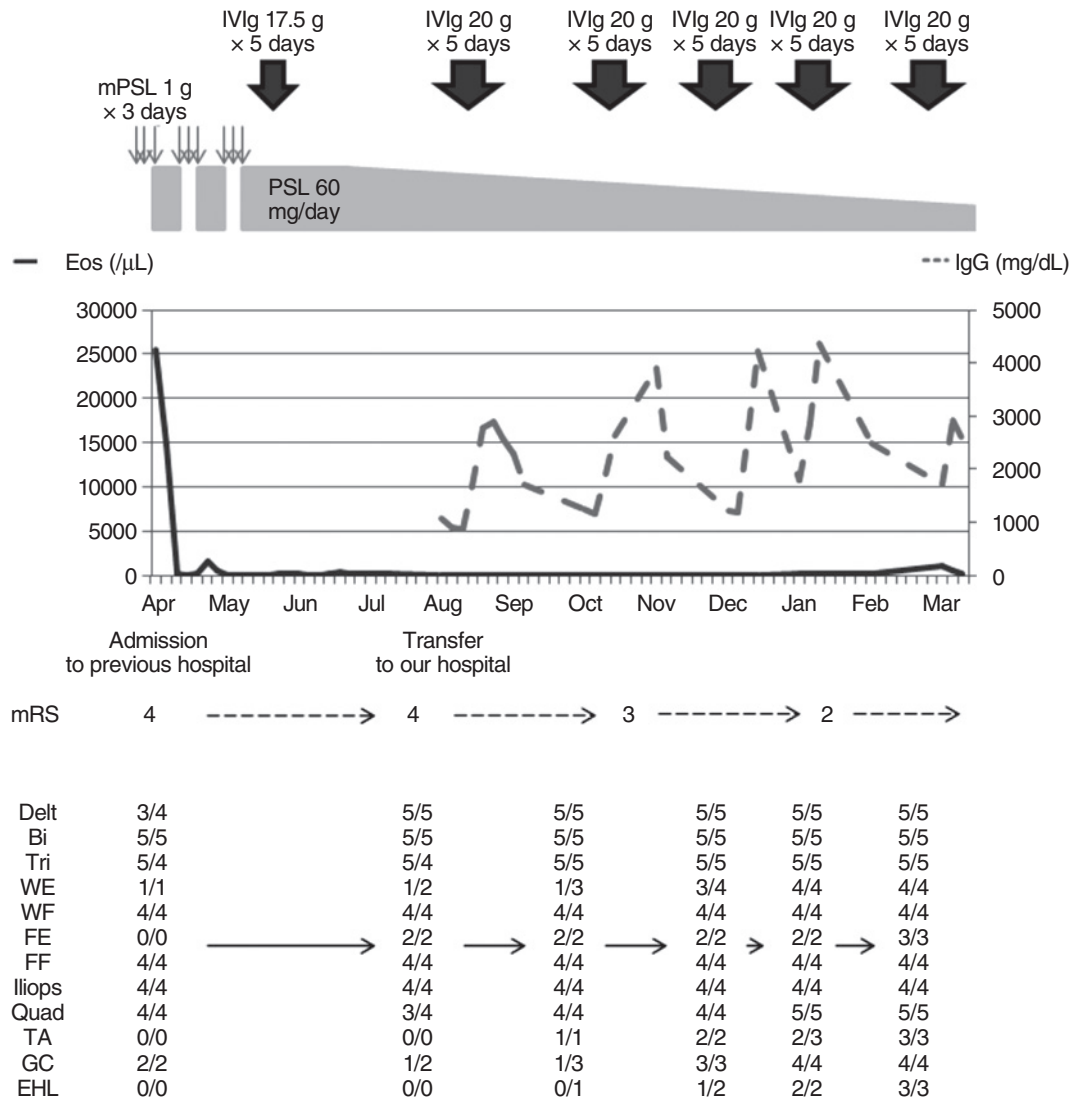 IVIg 17.5 g IVIg 20 g IVIg 20 g IVIg 20 g IVIg 20 g IVIg 20 g
× 5 days × 5 days × 5 days × 5 days × 5 days × 5 days
mPSL 1 g
× 3 days
PSL 60
mg/day
Eos (/μL) IgG (mg/dL)
30000 5000
25000 4000
20000
15000 3000
10000 2000
5000 1000
0 0
Apr May Jun Jul Aug Sep Oct Nov Dec Jan Feb Mar
Admission Transfer
to previous hospital to our hospital
mRS 4 4 3 2
Delt 3/4 5/5 5/5 5/5 5/5 5/5
Bi 5/5 5/5 5/5 5/5 5/5 5/5
Tri 5/4 5/4 5/5 5/5 5/5 5/5
WE 1/1 1/2 1/3 3/4 4/4 4/4
WF 4/4 4/4 4/4 4/4 4/4 4/4
FE 0/0 2/2 2/2 2/2 2/2 3/3
FF 4/4 4/4 4/4 4/4 4/4 4/4
Iliops 4/4 4/4 4/4 4/4 4/4 4/4
Quad 4/4 3/4 4/4 4/4 5/5 5/5
TA 0/0 0/0 1/1 2/2 2/3 3/3
GC 2/2 1/2 1/3 3/3 4/4 4/4
EHL 0/0 0/0 0/1 1/2 2/2 3/3